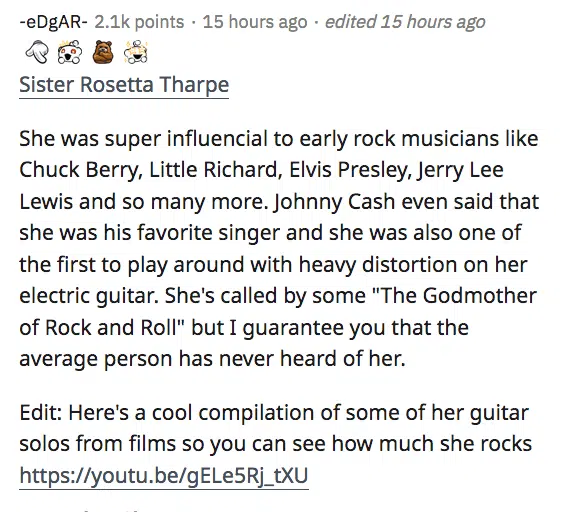 -eDgAR- 2.1k points · 15 hours ago · edited 15 hours ago
Sister Rosetta Tharpe
She was super influencial to early rock musicians like
Chuck Berry, Little Richard, Elvis Presley, Jerry Lee
Lewis and so many more. Johnny Cash even said that
she was his favorite singer and she was also one of
the first to play around with heavy distortion on her
electric guitar. She's called by some "The Godmother
of Rock and Roll" but I guarantee you that the
average person has never heard of her.
Edit: Here's a cool compilation of some of her guitar
solos from films so you can see how much she rocks
https://youtu.be/gELe5Rj_tXU